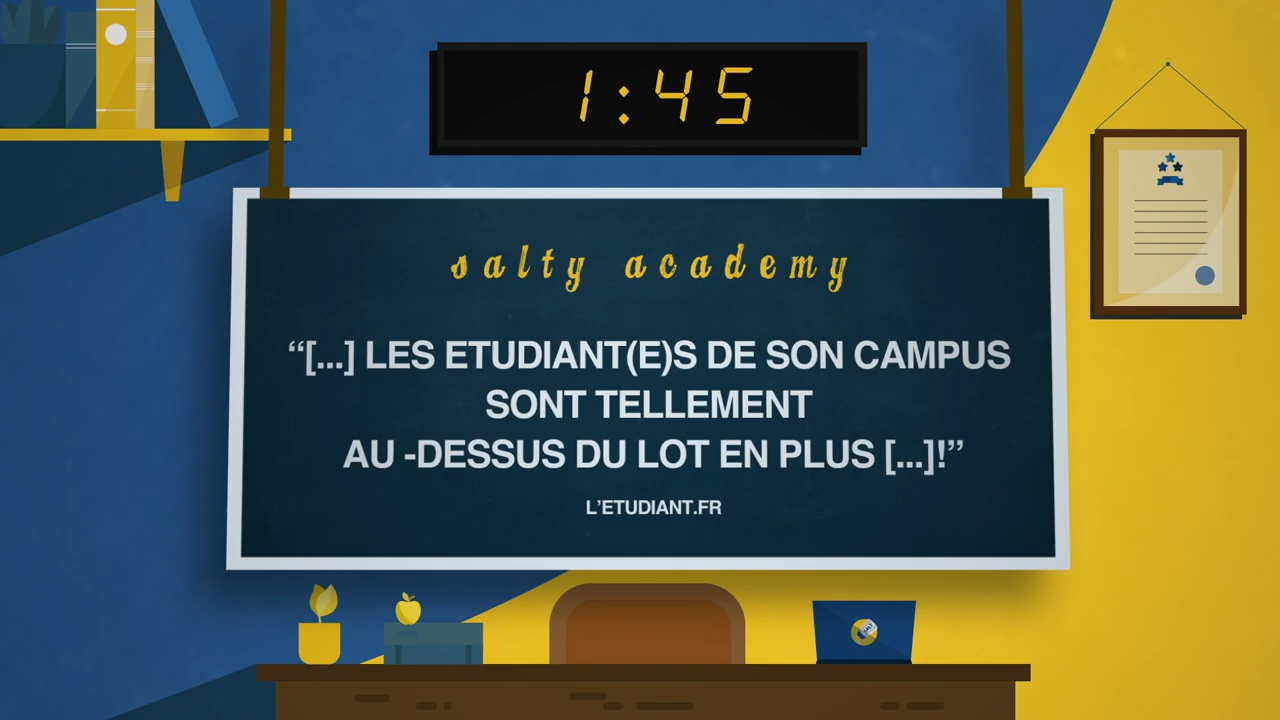 1:45
salty academy
“[...] LES ETUDIANT(E)S DE SON CAMPUS
SONT TELLEMENT
AU -DESSUS DU LOT EN PLUS [...]!”
L’ETUDIANT.FR